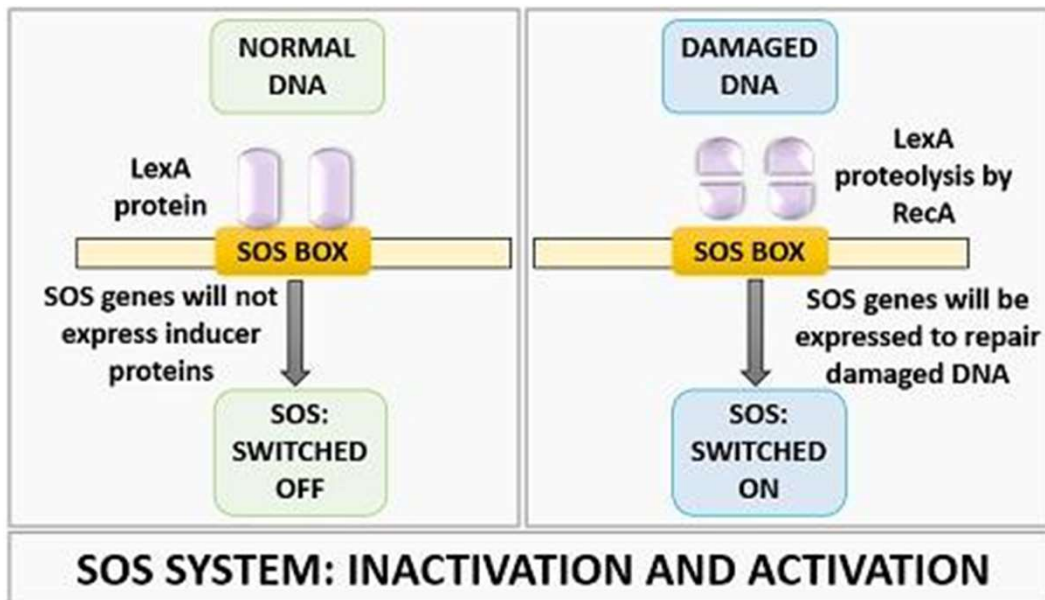 NORMAL
DNA
LexA
protein
SOS BOX
SOS genes will not
express inducer
proteins
SOS:
SWITCHED
OFF
DAMAGED
DNA
LexA
proteolysis by
RecA
SOS BOX
SOS genes will be
expressed to repair
damaged DNA
SOS:
SWITCHED
ON
SOS SYSTEM: INACTIVATION AND ACTIVATION